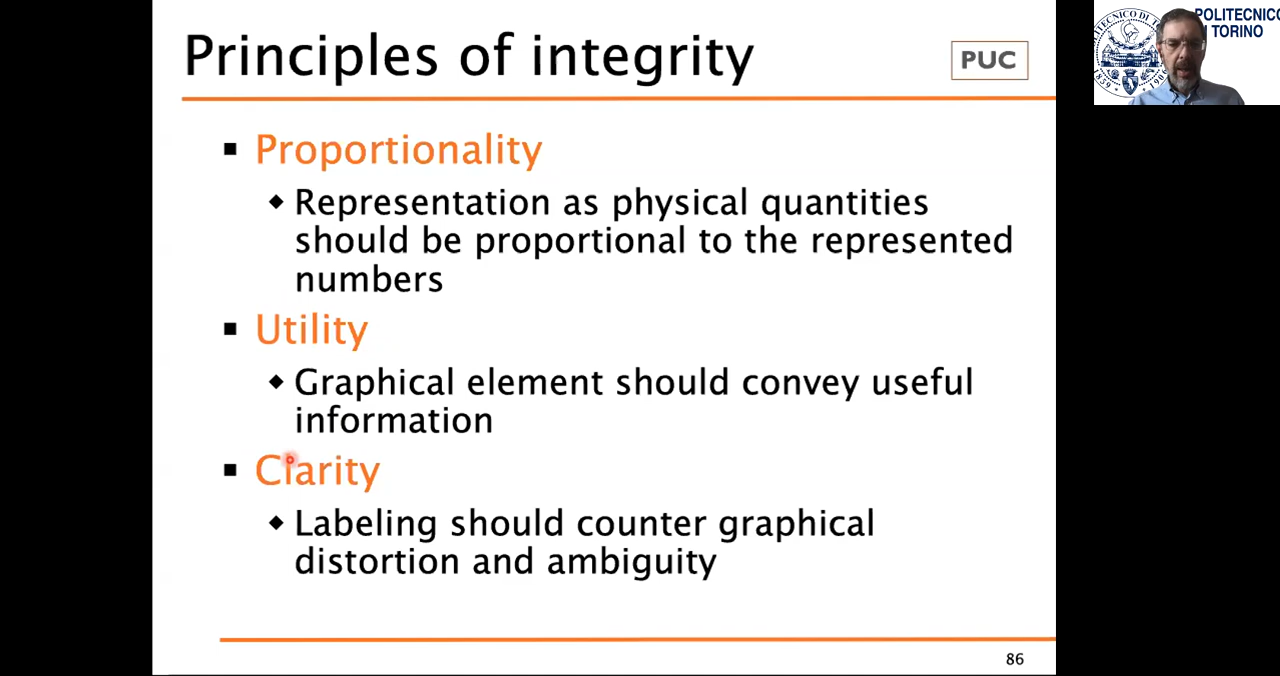 Principles of integrity
PUC
POLITECNICO
DI TORINO
Proportionality
Representation as physical quantities
should be proportional to the represented
numbers
Utility
Graphical element should convey useful
information
Clarity
Labeling should counter graphical
distortion and ambiguity
86